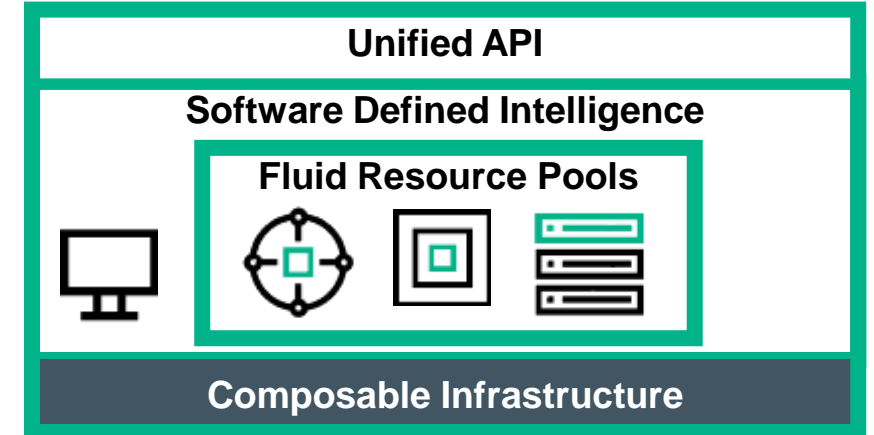 Unified API
Software Defined Intelligence
Fluid Resource Pools
Composable Infrastructure